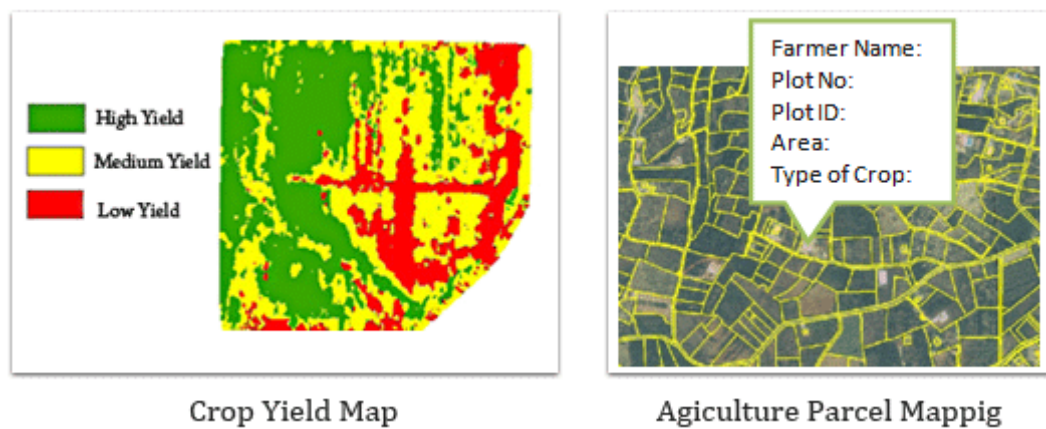 High Yield
Medium Yield
Low Yield
Crop Yield Map
Farmer Name:
Plot No:
Plot ID:
Area:
Type of Crop:
Agiculture Parcel Mappig